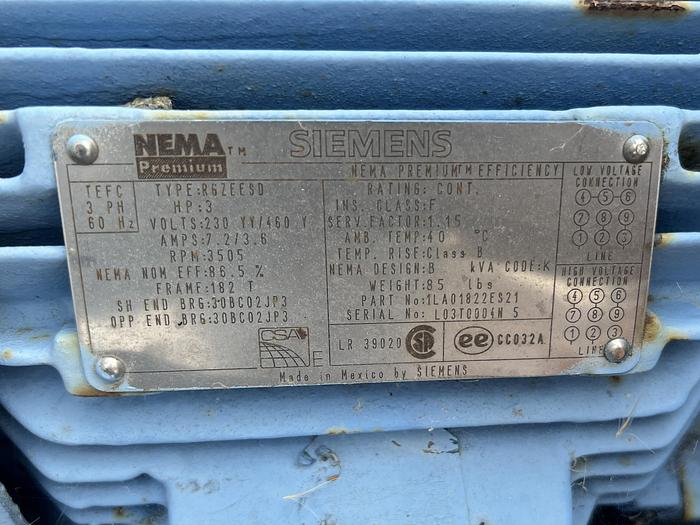 NEMA TM SIEMENS
Premium
NEMA PREMIUM™ EFFICIENCY
TEFC
3 PH
60 Hz
TYPE:RGZEESD
HP:3
VOLTS:230 YY/460 Y
AMPS:7.2/3.6
RPM:3505
NEMA NOM EFF:86.5 %
FRAME:182 T
SH END BRG:30BC02JP3
OPP END BRG:30BC02JP3
RATING: CONT.
INS. CLASS:F
SERV.FACTOR:1.15
AMB. TEMP:40 °C
TEMP. RISE:Class B
NEMA DESIGN:B kVA CODE:K
WEIGHT:85 lbs
PART No:1LA01822ES21
SERIAL No: L03T0004N 5
LOW VOLTAGE
CONNECTION
4-5-6
7 8 9
1 2 3
LINE
HIGH VOLTAGE
CONNECTION
4 5 6
7 8 9
1 2 3
LINE
CSA
E
LR 39020
SP
ee
CC032A
Made in Mexico by SIEMENS